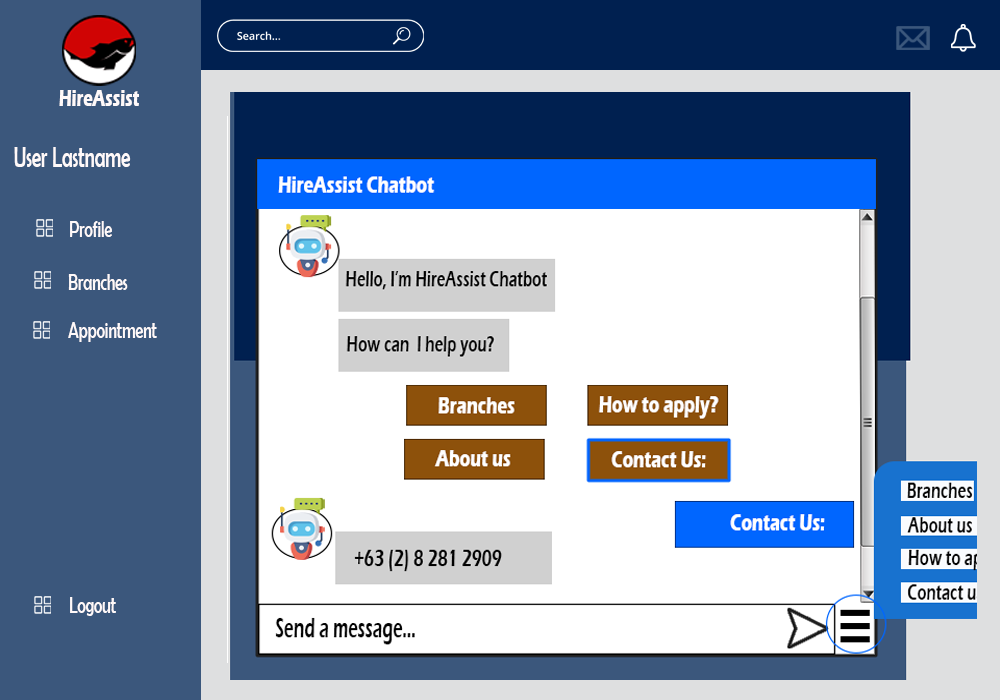 Search...
HireAssist
User Lastname
Profile
Branches
Appointment
Logout
HireAssist Chatbot
Hello, I'm HireAssist Chatbot
How can I help you?
Branches
How to apply?
About us
Contact Us:
Contact Us:
+63 (2) 8 281 2909
Send a message...
Branches
About us
How to ap
Contact u